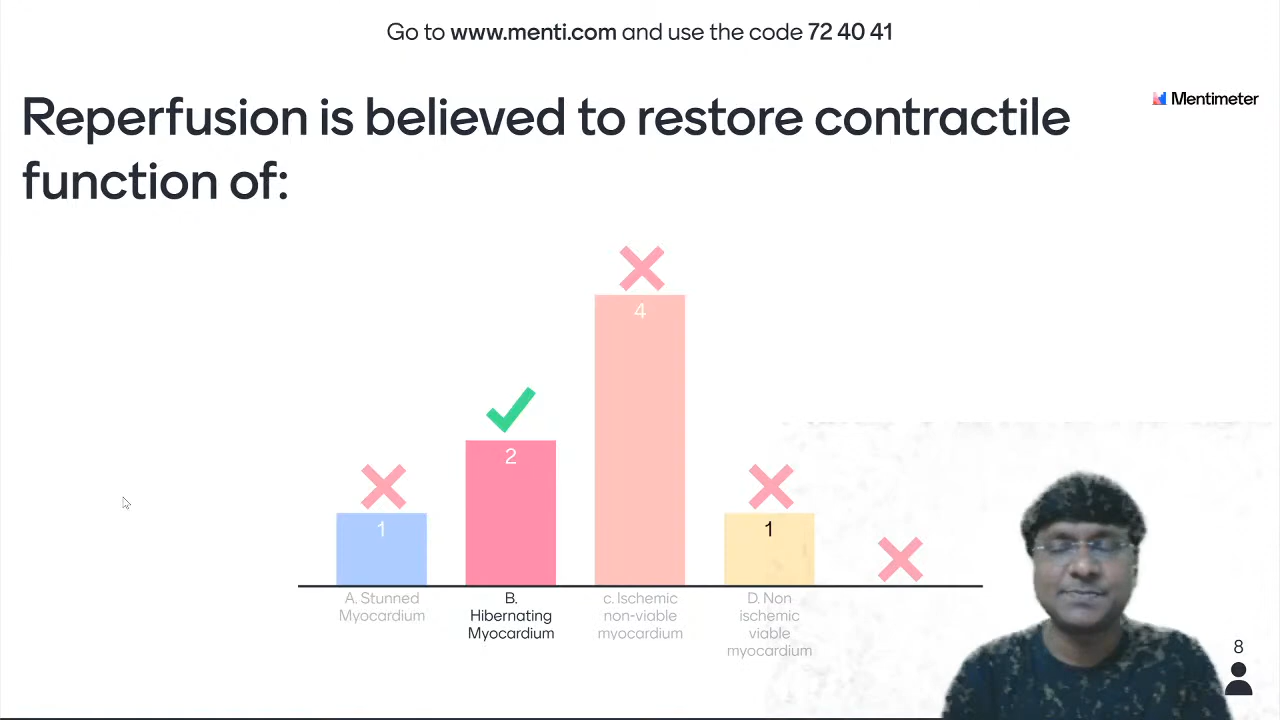 Go to www.menti.com and use the code 72 40 41
Mentimeter
Reperfusion is believed to restore contractile
function of:
1
2
4
1
A. Stunned
Myocardium
B.
Hibernating
Myocardium
c. Ischemic
non-viable
myocardium
D. Non
ischemic
viable
myocardium
8